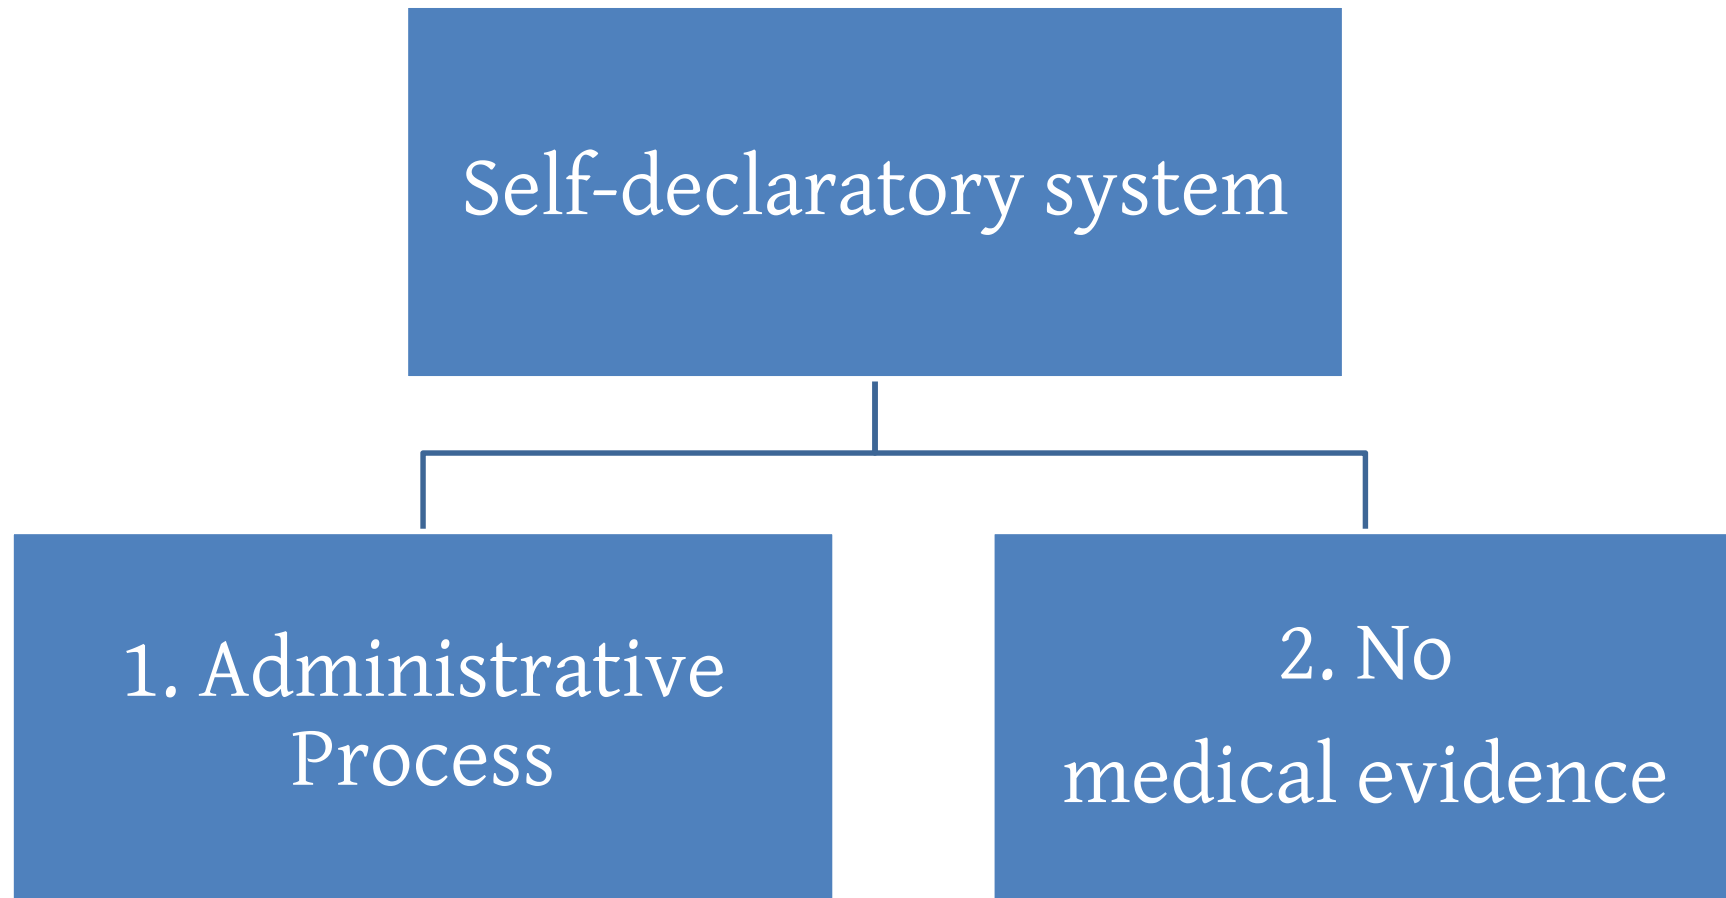 Self-declaratory system
1. Administrative
Process
2. No
medical evidence